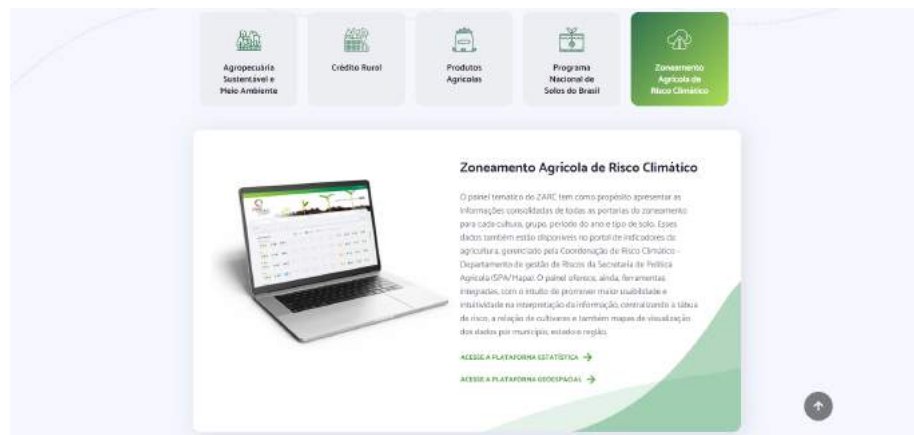 Agropecuária
Sustentável e
Meio Ambiente
Crédito Rural
Produtos
Agrícolas
Programa
Nacional de
Solos do Brasil
Zoneamento
Agrícola de
Risco Climático
Zoneamento Agrícola de Risco Climático
O painel temático do ZARC tem como propósito apresentar as
informações consolidadas de todas as portarias do zoneamento
para cada cultura, grupo, período do ano e tipo de solo. Esses
dados também estão disponíveis no portal de indicadores da
agricultura, gerenciado pela Coordenação de Risco Climático –
Departamento de gestão de Riscos da Secretaria de Política
Agrícola (SPA/Mapa). O painel oferece, ainda, ferramentas
integradas, com o intuito de promover maior usabilidade e
intuitividade na interpretação da informação, centralizando a tábua
de risco, a relação de cultivares e também mapas de visualização
dos dados por município, estado e região.
ACESSE A PLATAFORMA ESTATÍSTICA →
ACESSE A PLATAFORMA GEOESPACIAL →